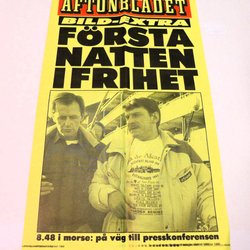 AFTONBLADET
BILD-EXTRA
FÖRSTA
NATTEN
I FRIHET
8.48 i morse: på väg till presskonferensen